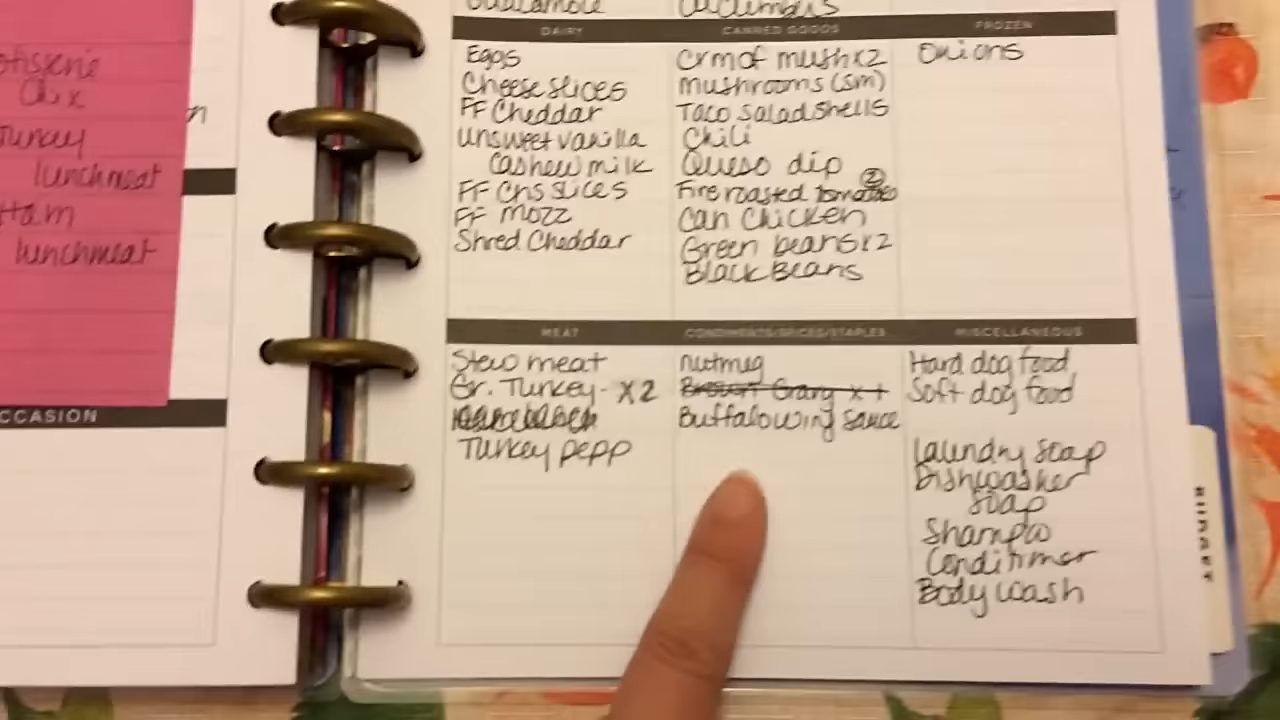 Chix
Turkey
lunchmeat
Ham
lunchmeat
CCASION
Guacamole
Cucumbers
DAIRY
Eggs
Cheese slices
FF Cheddar
Unsweet vanilla
Cashew milk
FF Chs slices
FF Mozz
Shred Cheddar
CANNED GOODS
Crm of mush x2
Mushrooms (sm)
Taco Salad Shells
Chili
Queso dip
Fire roasted tomatoes (2)
Can Chicken
Green beans x2
Black Beans
FROZEN
Onions
MEAT
Stew meat
Gr. Turkey - x2
Turkey pepp
CONDIMENTS/SPICES/STAPLES
Nutmeg
Brown Gravy x
Buffalo wing sauce
MISCELLANEOUS
Hard dog food
Soft dog food
Laundry soap
Dishwasher
Soap
Shampoo
Conditioner
Body wash
BUDGET